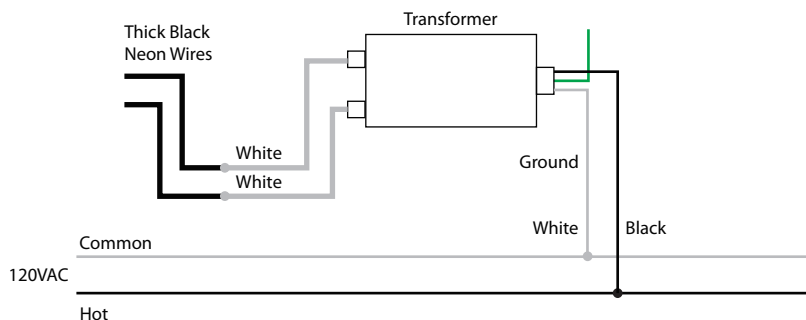 Transformer
Thick Black
Neon Wires
White
White
Ground
White
Black
Common
120VAC
Hot